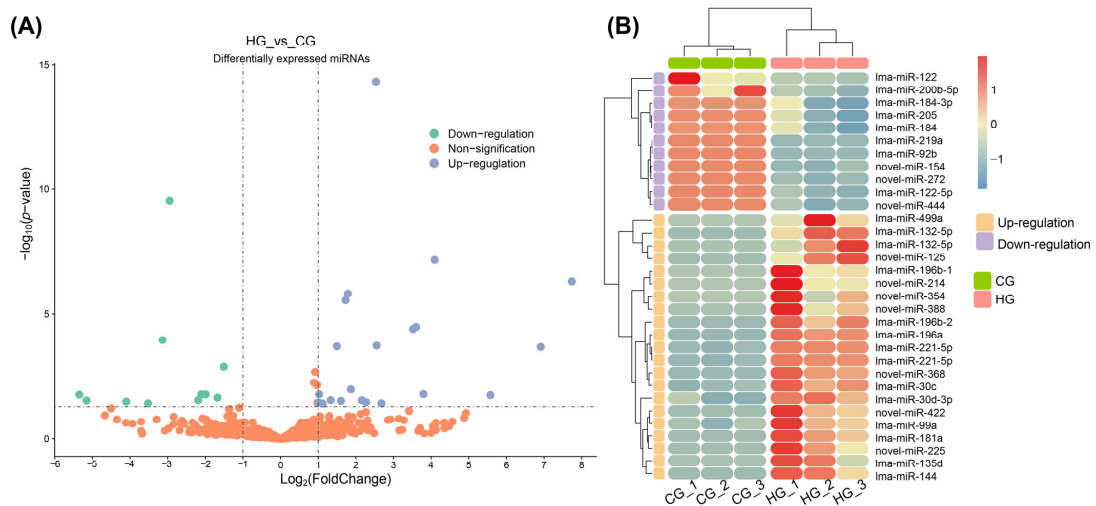 (A)
HG_vs_CG
Differentially expressed miRNAs
15
10
5
0
−log10(p-value)
Down-regulation
Non-signification
Up-reguglation
−6 −5 −4 −3 −2 −1 0 1 2 3 4 5 6 7 8
Log2(FoldChange)
(B)
lma-miR-122
lma-miR-200b-5p
lma-miR-184-3p
lma-miR-205
lma-miR-184
lma-miR-219a
lma-miR-92b
novel-miR-154
novel-miR-272
lma-miR-122-5p
novel-miR-444
lma-miR-499a
lma-miR-132-5p
lma-miR-132-5p
novel-miR-125
lma-miR-196b-1
novel-miR-214
novel-miR-354
novel-miR-388
lma-miR-196b-2
lma-miR-196a
lma-miR-221-5p
lma-miR-221-5p
novel-miR-368
lma-miR-30c
lma-miR-30d-3p
novel-miR-422
lma-miR-99a
lma-miR-181a
novel-miR-225
lma-miR-135d
lma-miR-144
CG_1 CG_2 CG_3 HG_1 HG_2 HG_3
1
0
−1
Up-regulation
Down-regulation
CG
HG